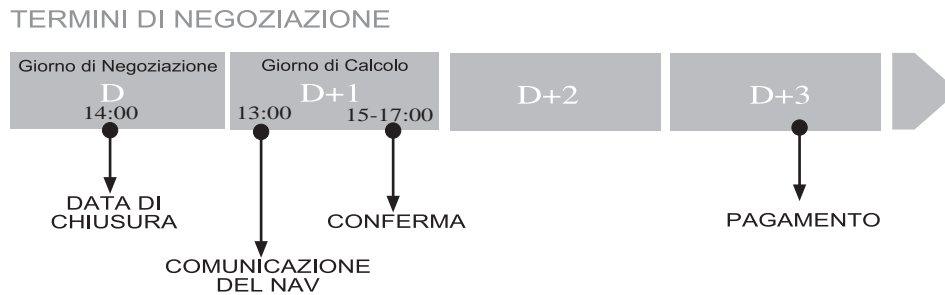 TERMINI DI NEGOZIAZIONE
Giorno di Negoziazione
D
14:00
Giorno di Calcolo
D+1
13:00 15-17:00
D+2
D+3
DATA DI
CHIUSURA
CONFERMA
PAGAMENTO
COMUNICAZIONE
DEL NAV